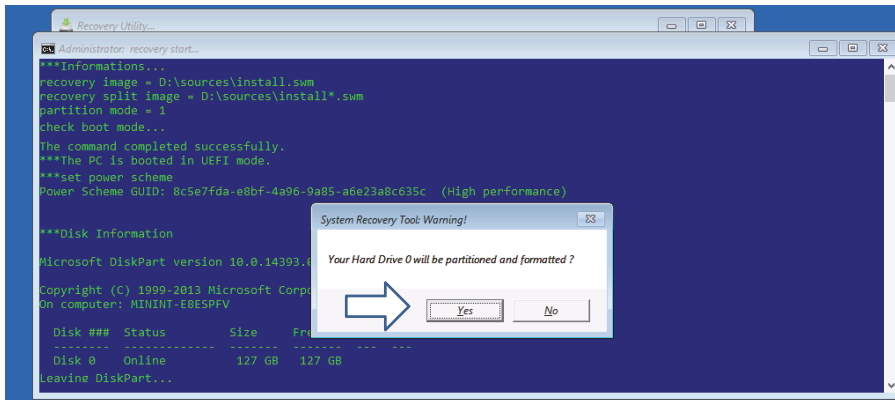 Recovery Utility...
Administrator: recovery start...
***Informations...
recovery image = D:\sources\install.swm
recovery split image = D:\sources\install*.swm
partition mode = 1
check boot mode...
The command completed successfully.
***The PC is booted in UEFI mode.
***set power scheme
Power Scheme GUID: 8c5e7fda-e8bf-4a96-9a85-a6e23a8c635c  (High performance)
System Recovery Tool: Warning!
***Disk Information
Your Hard Drive 0 will be partitioned and formatted ?
Microsoft DiskPart version 10.0.14393.
Copyright (C) 1999-2013 Microsoft Corpo
On computer: MININT-E8ESPFV
Yes No
Disk ### Status Size Fre
-------- ------------- ------- ------- --- ---
Disk 0 Online 127 GB 127 GB
Leaving DiskPart...